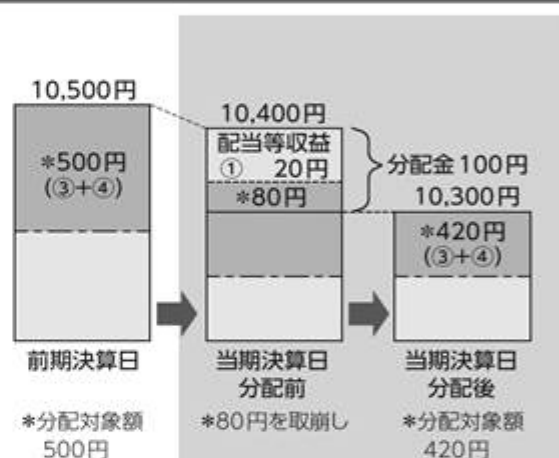 10,500円
*500円
(③+④)
前期決算日
*分配対象額
500円
10,400円
配当等収益
① 20円
*80円
当期決算日
分配前
*80円を取崩し
分配金100円
10,300円
*420円
(③+④)
当期決算日
分配後
*分配対象額
420円